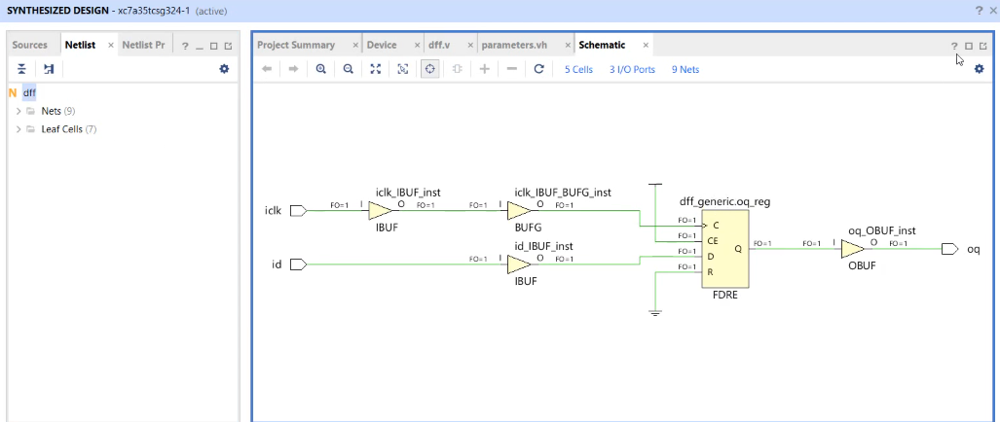 SYNTHESIZED DESIGN - xc7a35tcsg324-1 (active)
Sources Netlist Netlist Pr
Project Summary Device dff.v parameters.vh Schematic
5 Cells 3 I/O Ports 9 Nets
N dff
Nets (9)
Leaf Cells (7)
iclk_IBUF_inst iclk_IBUF_BUFG_inst
dff_generic.oq_reg
iclk FO=1 I O FO=1 FO=1 I O FO=1
IBUF BUFG
FO=1 C
FO=1 CE
FO=1 D
FO=1 R
Q FO=1
FDRE
id_IBUF_inst
id FO=1 I O FO=1
IBUF
oq_OBUF_inst
FO=1 I O FO=1 oq
OBUF